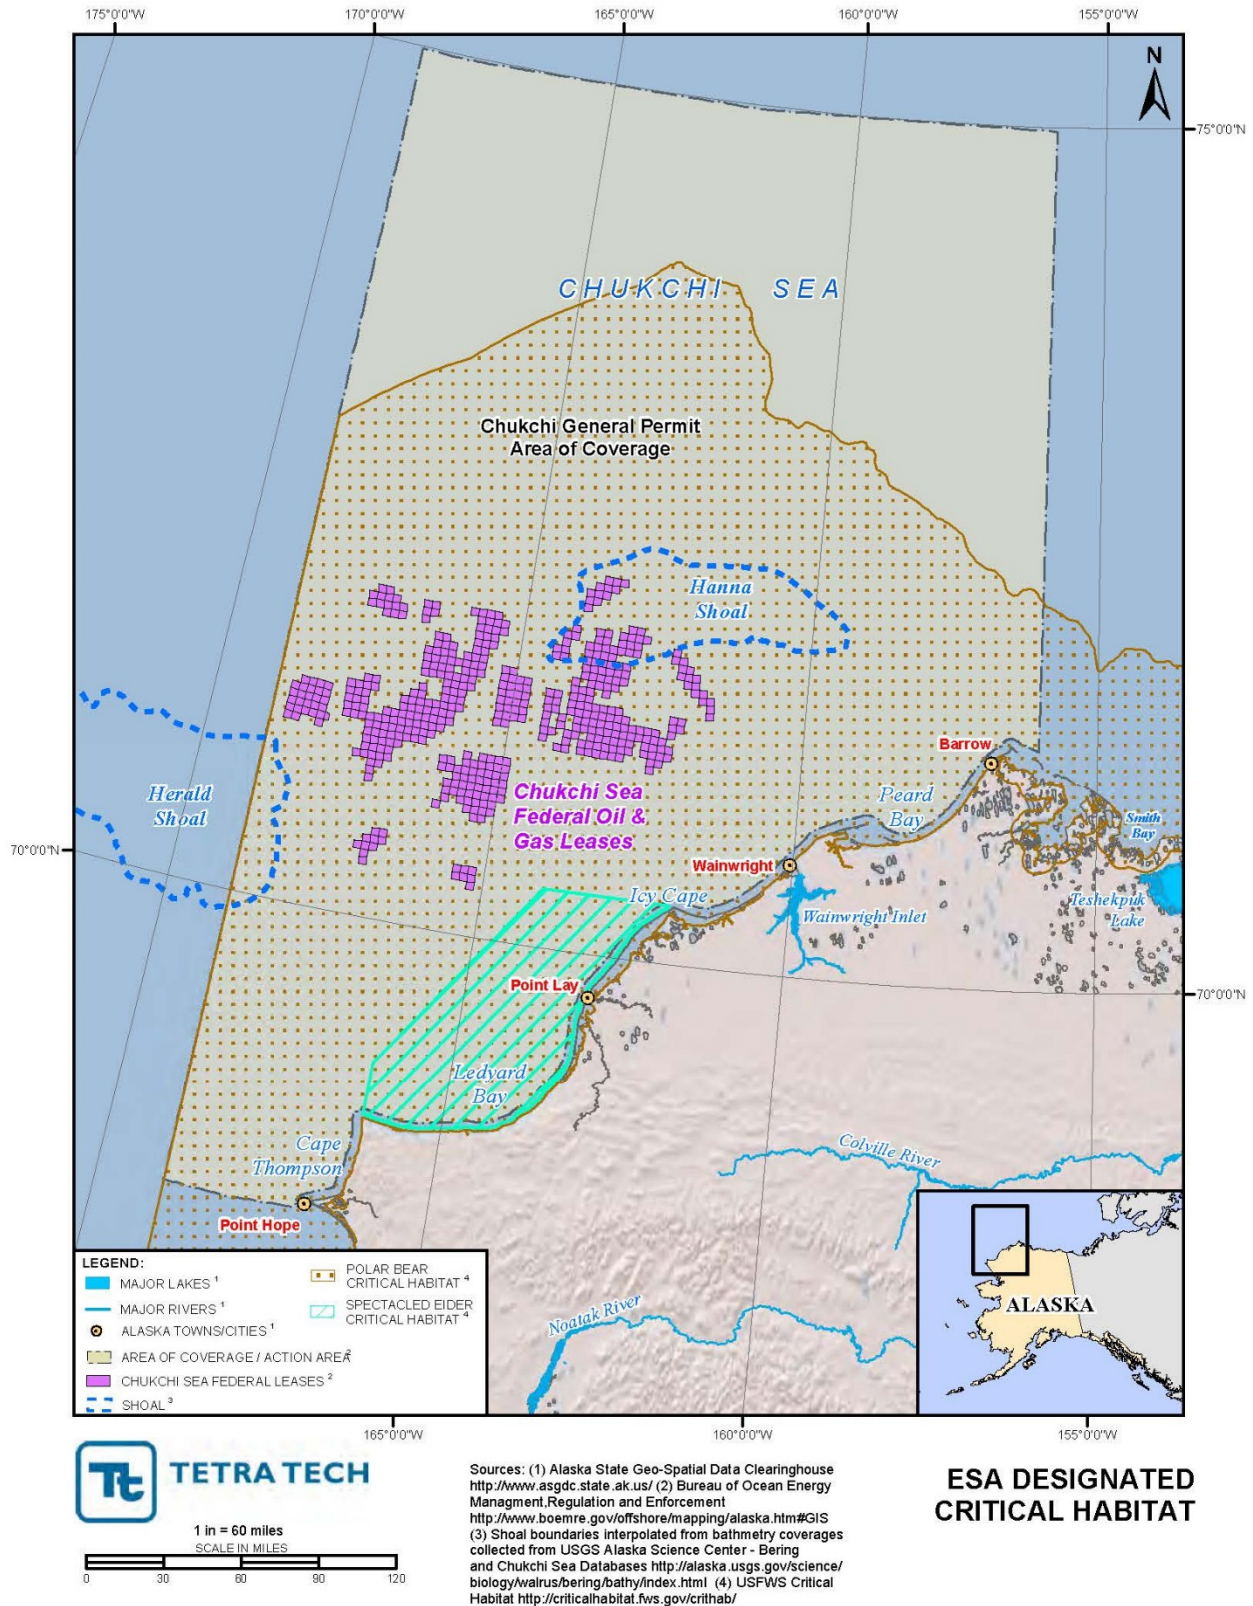 175°0'0"W
170°0'0"W
165°0'0"W
160°0'0"W
155°0'0"W
N
75°0'0"N
CHUKCHI SEA
Chukchi General Permit
Area of Coverage
Hanna
Shoal
Herald
Shoal
Chukchi Sea
Federal Oil &
Gas Leases
Barrow
Peard
Bay
Smith
Bay
70°0'0"N
Wainwright
Icy Cape
Wainwright Inlet
Teshekpuk
Lake
Point Lay
70°0'0"N
Ledyard
Bay
Cape
Thompson
Colville River
Point Hope
Noatak River
ALASKA
LEGEND:
MAJOR LAKES 1
MAJOR RIVERS 1
ALASKA TOWNS/CITIES 1
AREA OF COVERAGE / ACTION AREA 2
CHUKCHI SEA FEDERAL LEASES 2
SHOAL 3
POLAR BEAR
CRITICAL HABITAT 4
SPECTACLED EIDER
CRITICAL HABITAT 4
165°0'0"W
160°0'0"W
155°0'0"W
Tt TETRA TECH
1 in = 60 miles
SCALE IN MILES
0 30 60 90 120
Sources: (1) Alaska State Geo-Spatial Data Clearinghouse
http://www.asgdc.state.ak.us/ (2) Bureau of Ocean Energy
Managment,Regulation and Enforcement
http://www.boemre.gov/offshore/mapping/alaska.htm#GIS
(3) Shoal boundaries interpolated from bathmetry coverages
collected from USGS Alaska Science Center - Bering
and Chukchi Sea Databases http://alaska.usgs.gov/science/
biology/walrus/bering/bathy/index.html (4) USFWS Critical
Habitat http://criticalhabitat.fws.gov/crithab/
ESA DESIGNATED
CRITICAL HABITAT